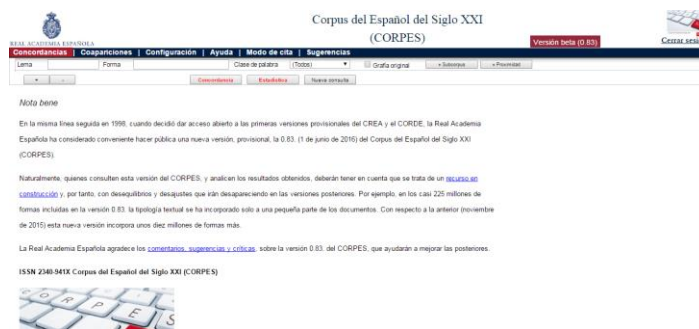 Corpus del Español del Siglo XXI
(CORPES)
REAL ACADEMIA ESPAÑOLA
Versión beta (0.83)
Cerrar sesi
Concordancias | Coapariciones | Configuración | Ayuda | Modo de cita | Sugerencias
Lema Forma Clase de palabra (Todos) Grafía original + Subcorpus + Proximidad
+ - Concordancia Estadística Nueva consulta
Nota bene
En la misma línea seguida en 1998, cuando decidió dar acceso abierto a las primeras versiones provisionales del CREA y el CORDE, la Real Academia
Española ha considerado conveniente hacer pública una nueva versión, provisional, la 0.83. (1 de junio de 2016) del Corpus del Español del Siglo XXI
(CORPES).
Naturalmente, quienes consulten esta versión del CORPES, y analicen los resultados obtenidos, deberán tener en cuenta que se trata de un recurso en
construcción y, por tanto, con desequilibrios y desajustes que irán desapareciendo en las versiones posteriores. Por ejemplo, en los casi 225 millones de
formas incluidas en la versión 0.83. la tipología textual se ha incorporado solo a una pequeña parte de los documentos. Con respecto a la anterior (noviembre
de 2015) esta nueva versión incorpora unos diez millones de formas más.
La Real Academia Española agradece los comentarios, sugerencias y críticas, sobre la versión 0.83. del CORPES, que ayudarán a mejorar las posteriores.
ISSN 2340-941X Corpus del Español del Siglo XXI (CORPES)
C O R P E S